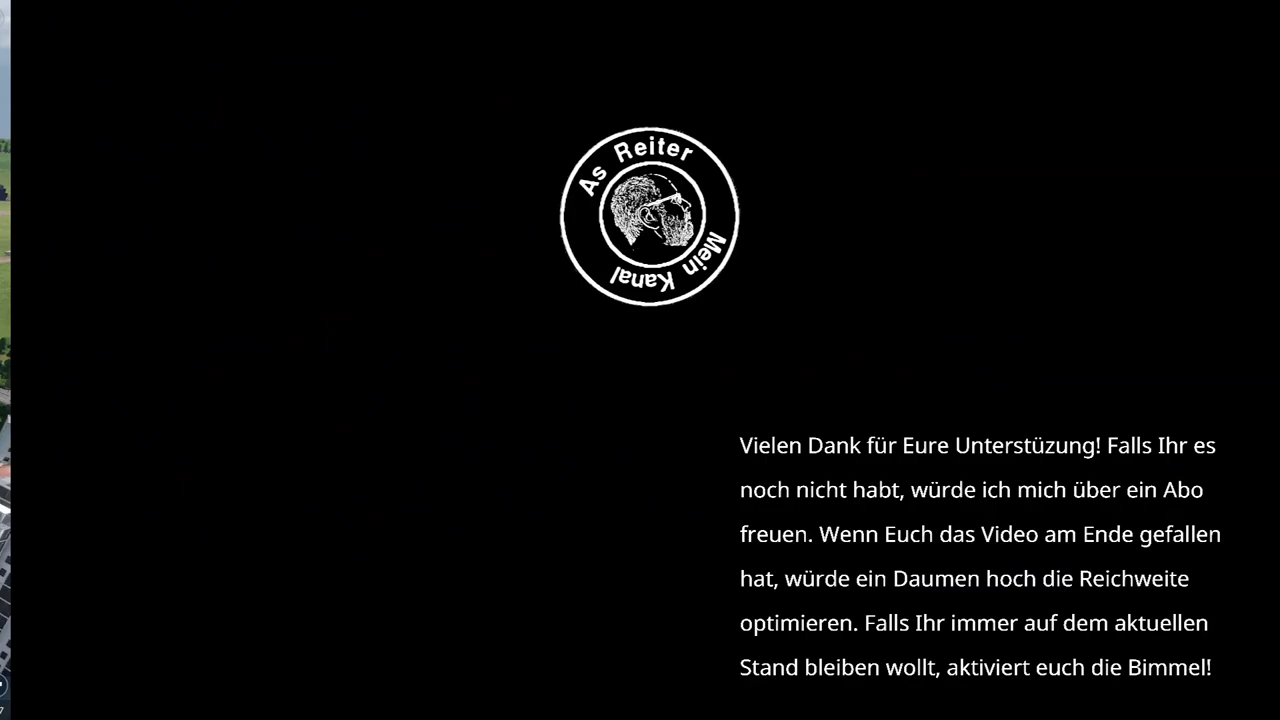 As Reiter
Mein Kanal
Vielen Dank für Eure Unterstüzung! Falls Ihr es
noch nicht habt, würde ich mich über ein Abo
freuen. Wenn Euch das Video am Ende gefallen
hat, würde ein Daumen hoch die Reichweite
optimieren. Falls Ihr immer auf dem aktuellen
Stand bleiben wollt, aktiviert euch die Bimmel!